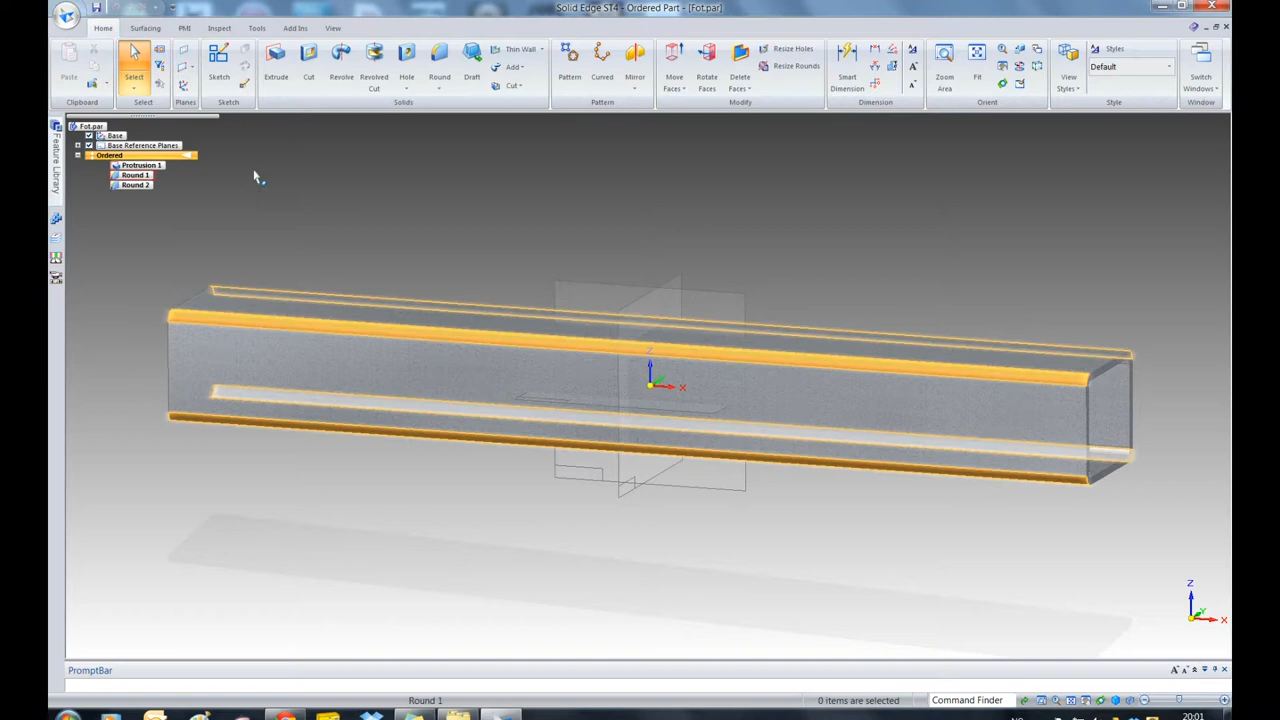 Solid Edge ST4 - Ordered Part - [Fot.par]
Home Surfacing PMI Inspect Tools Add Ins View
Paste
Clipboard
Select
Select
Planes
Sketch
Sketch
Extrude Cut Revolve Revolved Cut Hole Round Draft
Thin Wall
Add
Cut
Solids
Pattern Curved Mirror
Pattern
Move Faces Rotate Faces Delete Faces
Resize Holes
Resize Rounds
Modify
Smart Dimension
Dimension
Zoom Area Fit
Orient
View Styles
Styles
Default
Style
Switch Windows
Window
Feature Library
Fot.par
Base
Base Reference Planes
Ordered
Protrusion 1
Round 1
Round 2
Z
X
Z
Y
X
PromptBar
Round 1
0 items are selected
Command Finder
NO
20:01